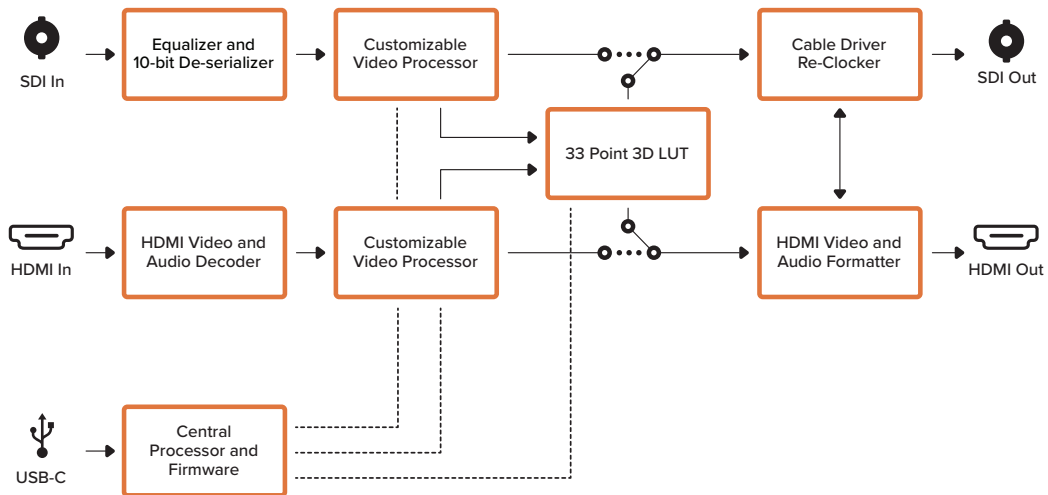 SDI In
Equalizer and
10-bit De-serializer
Customizable
Video Processor
Cable Driver
Re-Clocker
SDI Out
33 Point 3D LUT
HDMI In
HDMI Video and
Audio Decoder
Customizable
Video Processor
HDMI Video and
Audio Formatter
HDMI Out
USB-C
Central
Processor and
Firmware